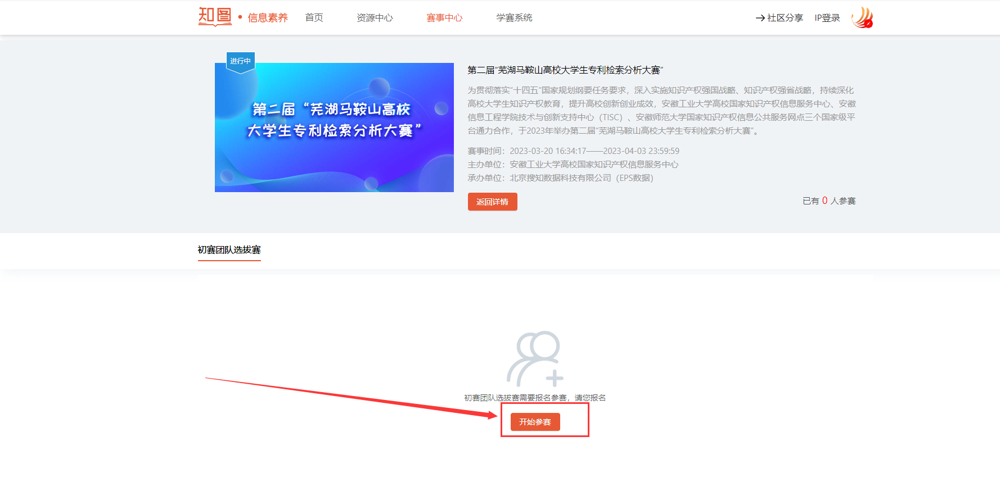 知图 • 信息素养 首页 资源中心 赛事中心 学赛系统 →社区分享 IP登录
进行中
第二届“芜湖马鞍山高校
大学生专利检索分析大赛”
第二届“芜湖马鞍山高校大学生专利检索分析大赛”
为贯彻落实“十四五”国家规划纲要任务要求，深入实施知识产权强国战略、知识产权强省战略，持续深化
高校大学生知识产权教育，提升高校创新创业成效，安徽工业大学高校国家知识产权信息服务中心、安徽
信息工程学院技术与创新支持中心（TISC）、安徽师范大学国家知识产权信息公共服务网点三个国家级平
台通力合作，于2023年举办第二届“芜湖马鞍山高校大学生专利检索分析大赛”。
赛事时间：2023-03-20 16:34:17——2023-04-03 23:59:59
主办单位：安徽工业大学高校国家知识产权信息服务中心
承办单位：北京搜知数据科技有限公司（EPS数据）
返回详情 已有 0 人参赛
初赛团队选拔赛
初赛团队选拔赛需要报名参赛，请您报名
开始参赛